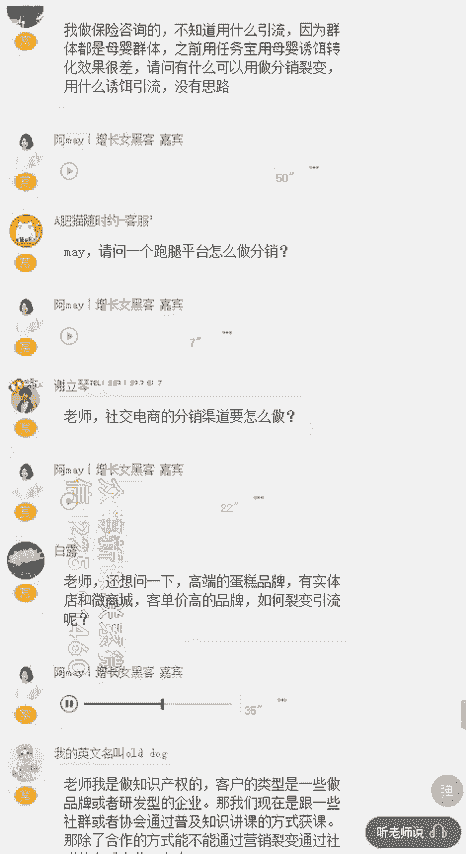 我做保险咨询的，不知道用什么引流，因为群
体都是母婴群体，之前用任务宝用母婴诱饵转
化效果很差，请问有什么可以用做分销裂变，
用什么诱饵引流，没有思路
阿may丨增长女黑客 嘉宾
50"
A肥猫随时约-客服
may，请问一个跑腿平台怎么做分销？
阿may丨增长女黑客 嘉宾
7"
谢立琴
老师，社交电商的分销渠道要怎么做？
阿may丨增长女黑客 嘉宾
22"
白露
老师，还想问一下，高端的蛋糕品牌，有实体
店和微商城，客单价高的品牌，如何裂变引流
呢？
阿may丨增长女黑客 嘉宾
36"
我的英文名叫old dog
老师我是做知识产权的，客户的类型是一些做
品牌或者研发型的企业。那我们现在是跟一些
社群或者协会通过普及知识讲课的方式获课。
那除了合作的方式能不能通过营销裂变通过社
弹
听老师说